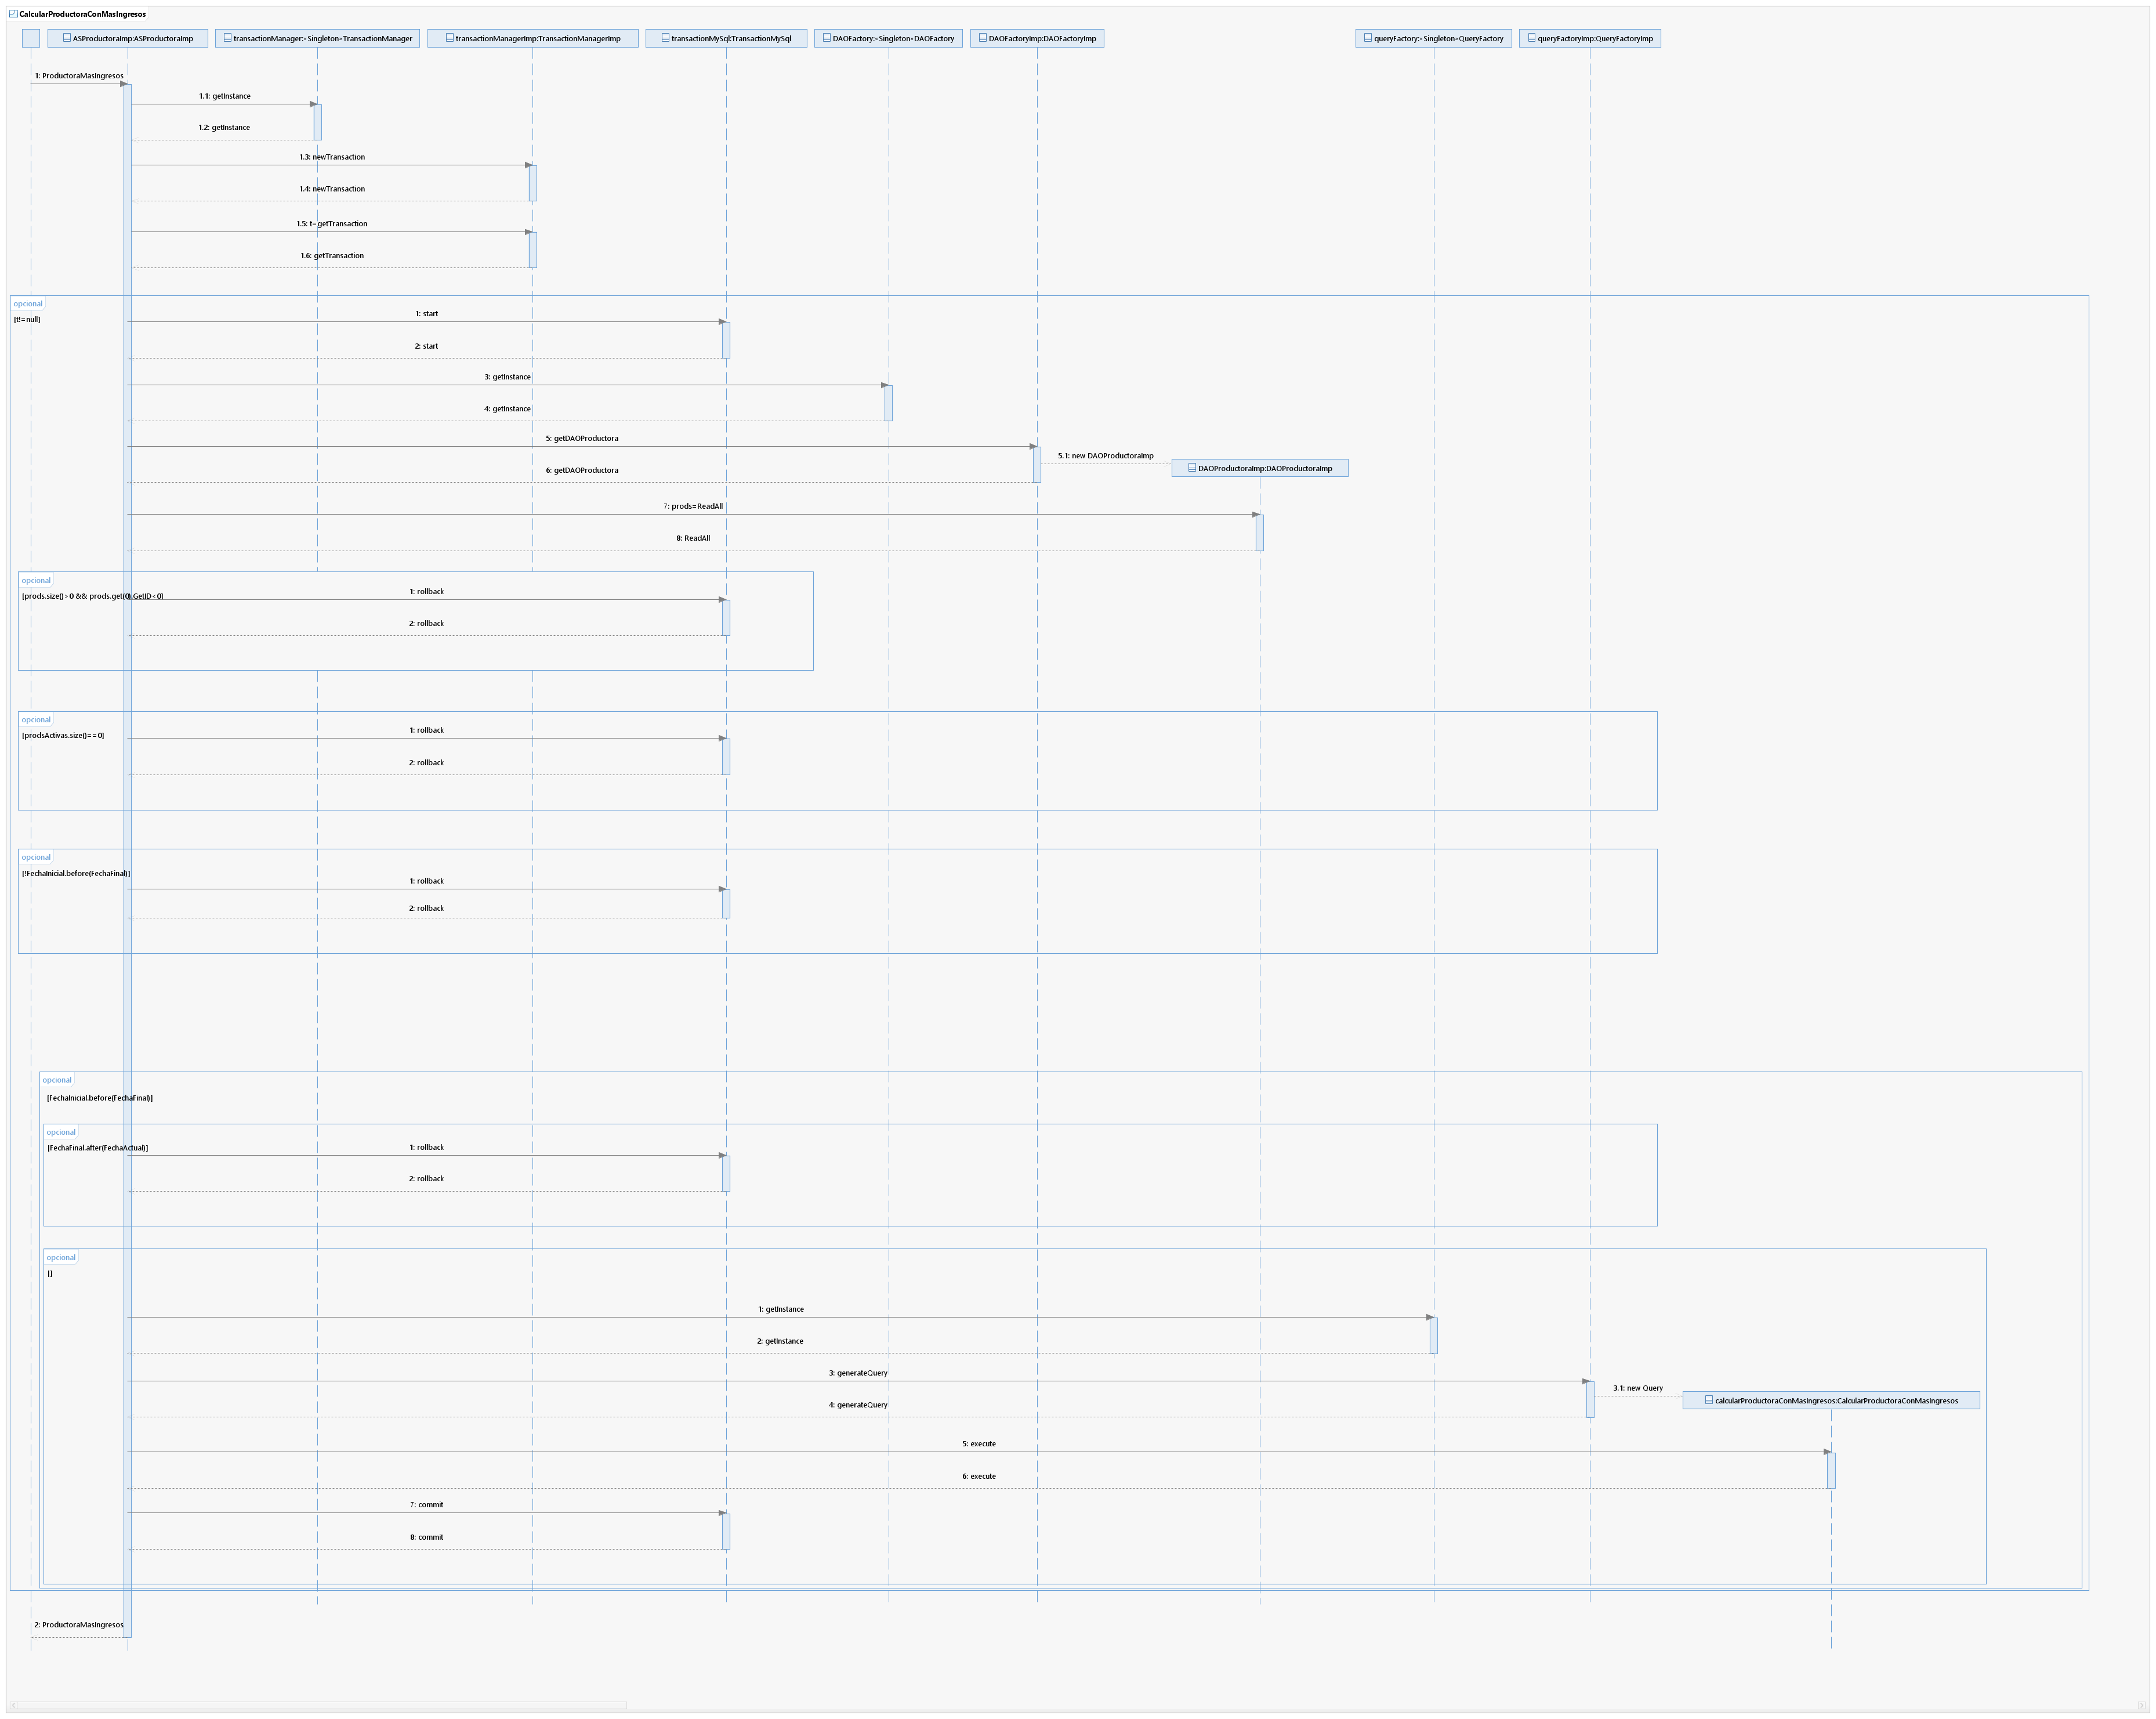 CalcularProductoraConMasIngresos
ASProductoraImp:ASProductoraImp
transactionManager:«Singleton»TransactionManager
transactionManagerImp:TransactionManagerImp
transactionMySql:TransactionMySql
DAOFactory:«Singleton»DAOFactory
DAOFactoryImp:DAOFactoryImp
queryFactory:«Singleton»QueryFactory
queryFactoryImp:QueryFactoryImp
1: ProductoraMasIngresos
1.1: getInstance
1.2: getInstance
1.3: newTransaction
1.4: newTransaction
1.5: t=getTransaction
1.6: getTransaction
opcional
[t!=null]
1: start
2: start
3: getInstance
4: getInstance
5: getDAOProductora
5.1: new DAOProductoraImp
DAOProductoraImp:DAOProductoraImp
6: getDAOProductora
7: prods=ReadAll
8: ReadAll
opcional
[prods.size()>0 && prods.get(0).GetID<0]
1: rollback
2: rollback
opcional
[prodsActivas.size()==0]
1: rollback
2: rollback
opcional
[!FechaInicial.before(FechaFinal)]
1: rollback
2: rollback
opcional
[FechaInicial.before(FechaFinal)]
opcional
[FechaFinal.after(FechaActual)]
1: rollback
2: rollback
opcional
[]
1: getInstance
2: getInstance
3: generateQuery
3.1: new Query
calcularProductoraConMasIngresos:CalcularProductoraConMasIngresos
4: generateQuery
5: execute
6: execute
7: commit
8: commit
2: ProductoraMasIngresos